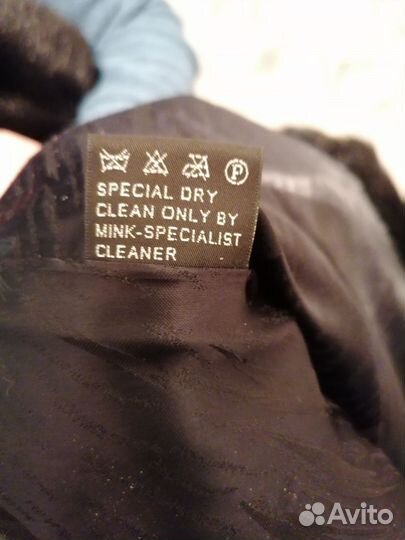 P
SPECIAL DRY
CLEAN ONLY BY
MINK-SPECIALIST
CLEANER
Avito